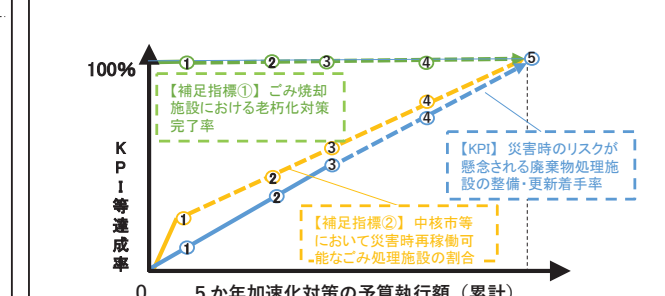 100%
① ② ③ ④ ⑤
【補足指標①】 ごみ焼却
施設における老朽化対策
完了率
④
④
③
③
②
②
①
①
【KPI】 災害時のリスクが
懸念される廃棄物処理施
設の整備・更新着手率
【補足指標②】 中核市等
において災害時再稼働可
能なごみ処理施設の割合
KPI等達成率
0
5か年加速化対策の予算執行額（累計）